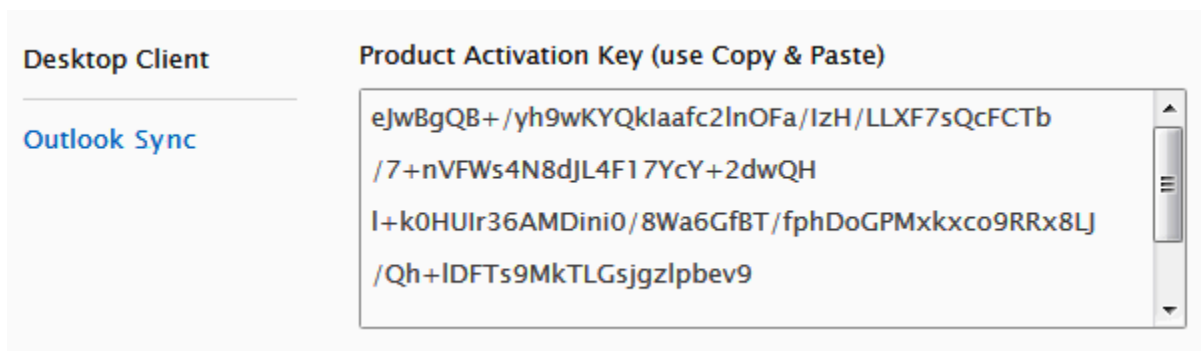 Desktop Client
Outlook Sync
Product Activation Key (use Copy & Paste)
eJwBgQB+/yh9wKYQkIaafc2lnOFa/IzH/LLXF7sQcFCTb
/7+nVFWs4N8dJL4F17YcY+2dwQH
l+k0HUIr36AMDini0/8Wa6GfBT/fphDoGPMxkxco9RRx8LJ
/Qh+lDFTs9MkTLGsjgzlpbev9